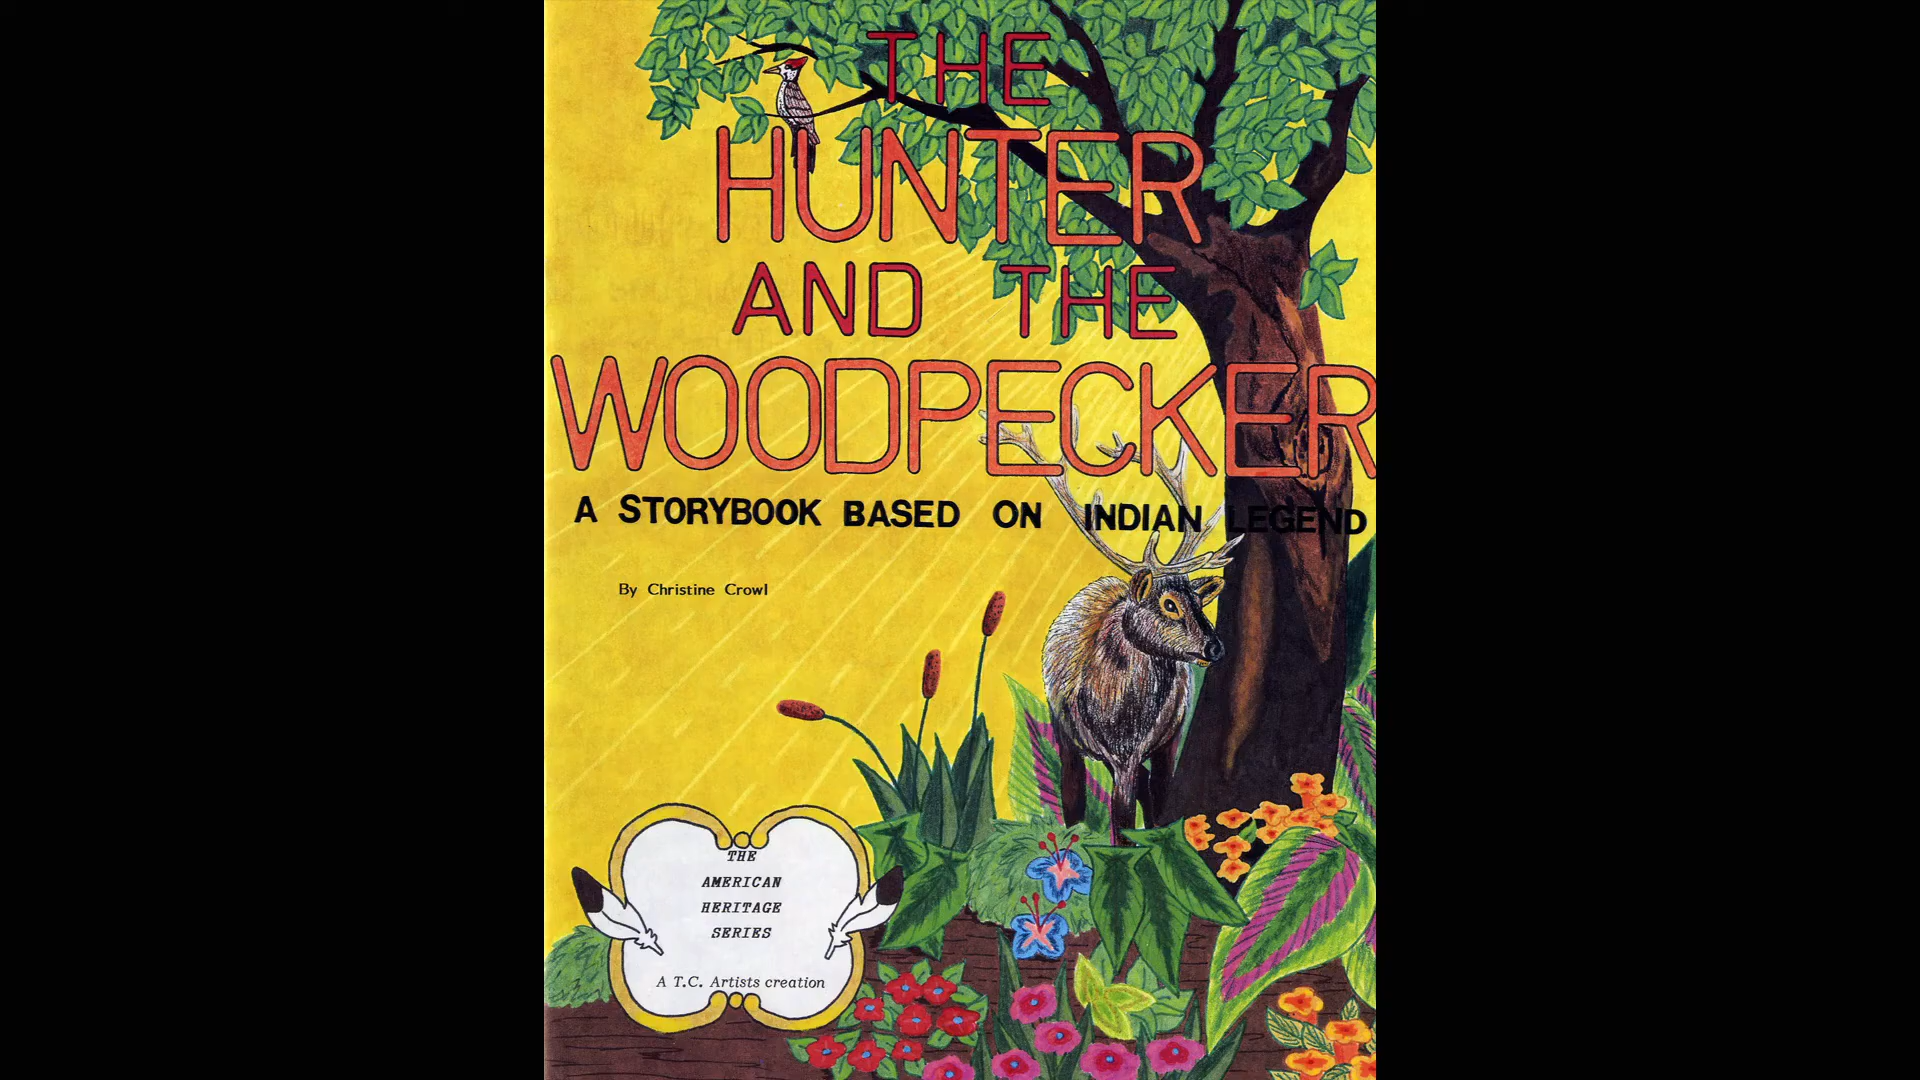 THE
HUNTER
AND THE
WOODPECKER
A STORYBOOK BASED ON INDIAN LEGEND
By Christine Crowl
THE
AMERICAN
HERITAGE
SERIES
A T.C. Artists creation